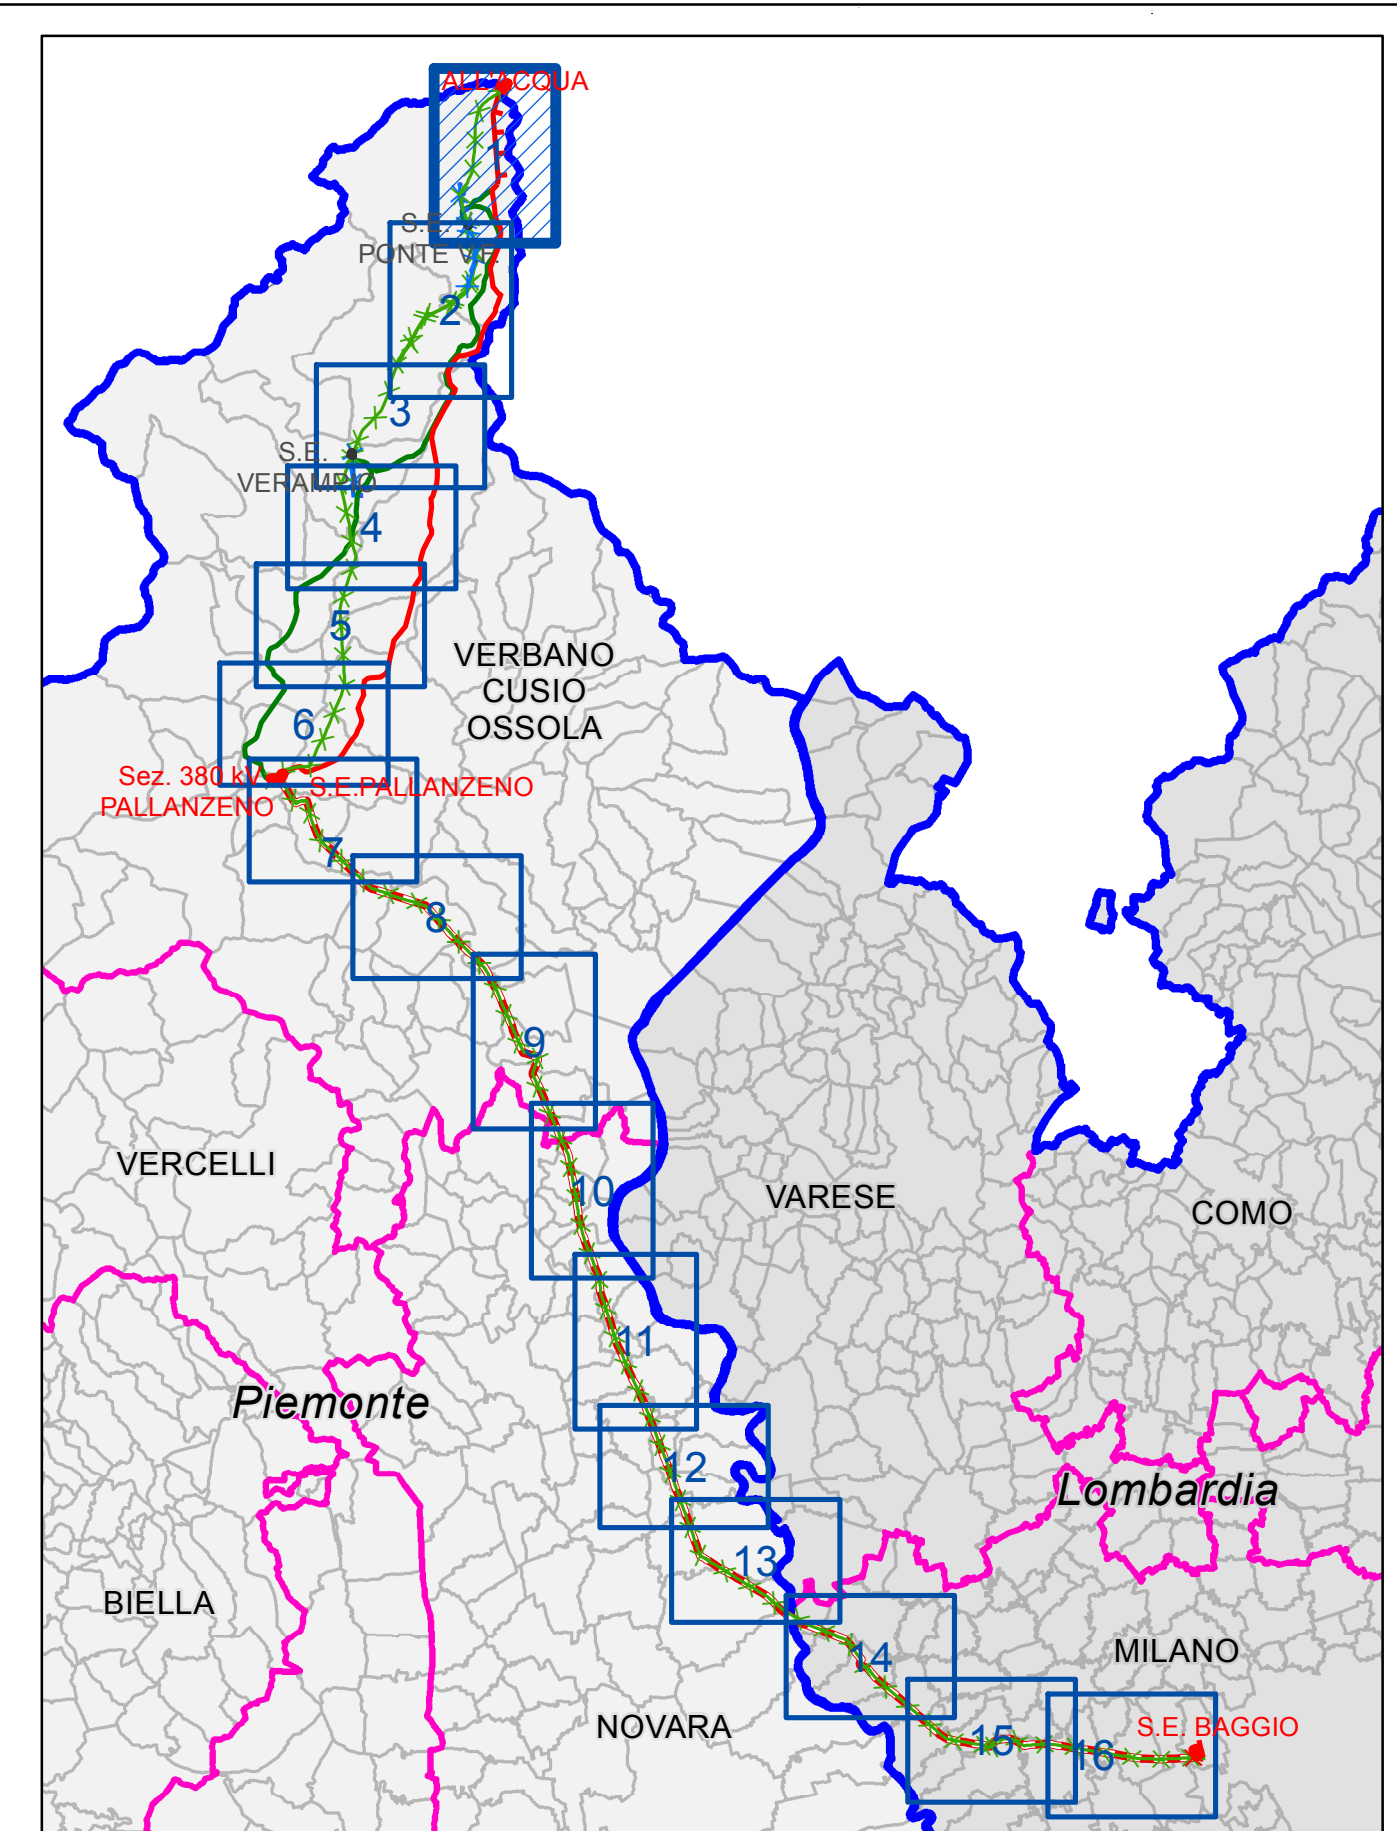 ALL'ACQUA
1
S.E.
PONTE V.F.
2
3
S.E.
VERAMPIO
4
5
VERBANO
CUSIO
OSSOLA
6
Sez. 380 kV
PALLANZENO
S.E.PALLANZENO
7
8
9
VERCELLI
10
VARESE
COMO
11
Piemonte
12
Lombardia
13
BIELLA
14
MILANO
NOVARA
15
S.E. BAGGIO
16